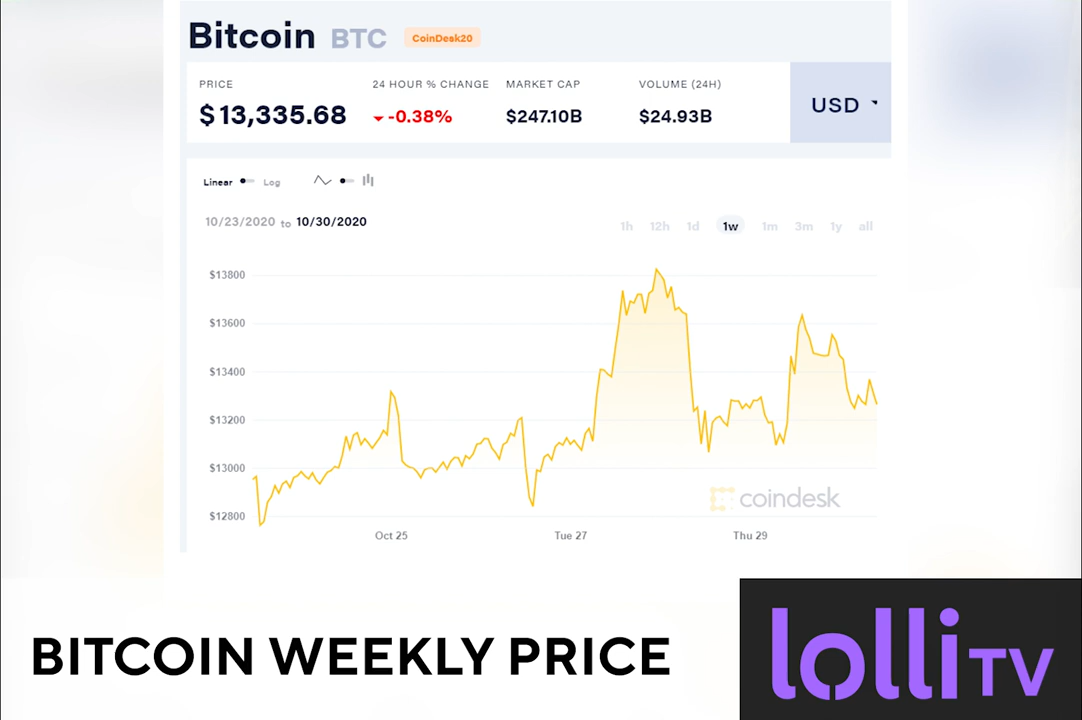 Bitcoin BTC CoinDesk20
PRICE 24 HOUR % CHANGE MARKET CAP VOLUME (24H)
$13,335.68 -0.38% $247.10B $24.93B USD
Linear Log
10/23/2020 to 10/30/2020 1h 12h 1d 1w 1m 3m 1y all
$13800
$13600
$13400
$13200
$13000
$12800
coindesk
Oct 25 Tue 27 Thu 29
BITCOIN WEEKLY PRICE
lolli TV